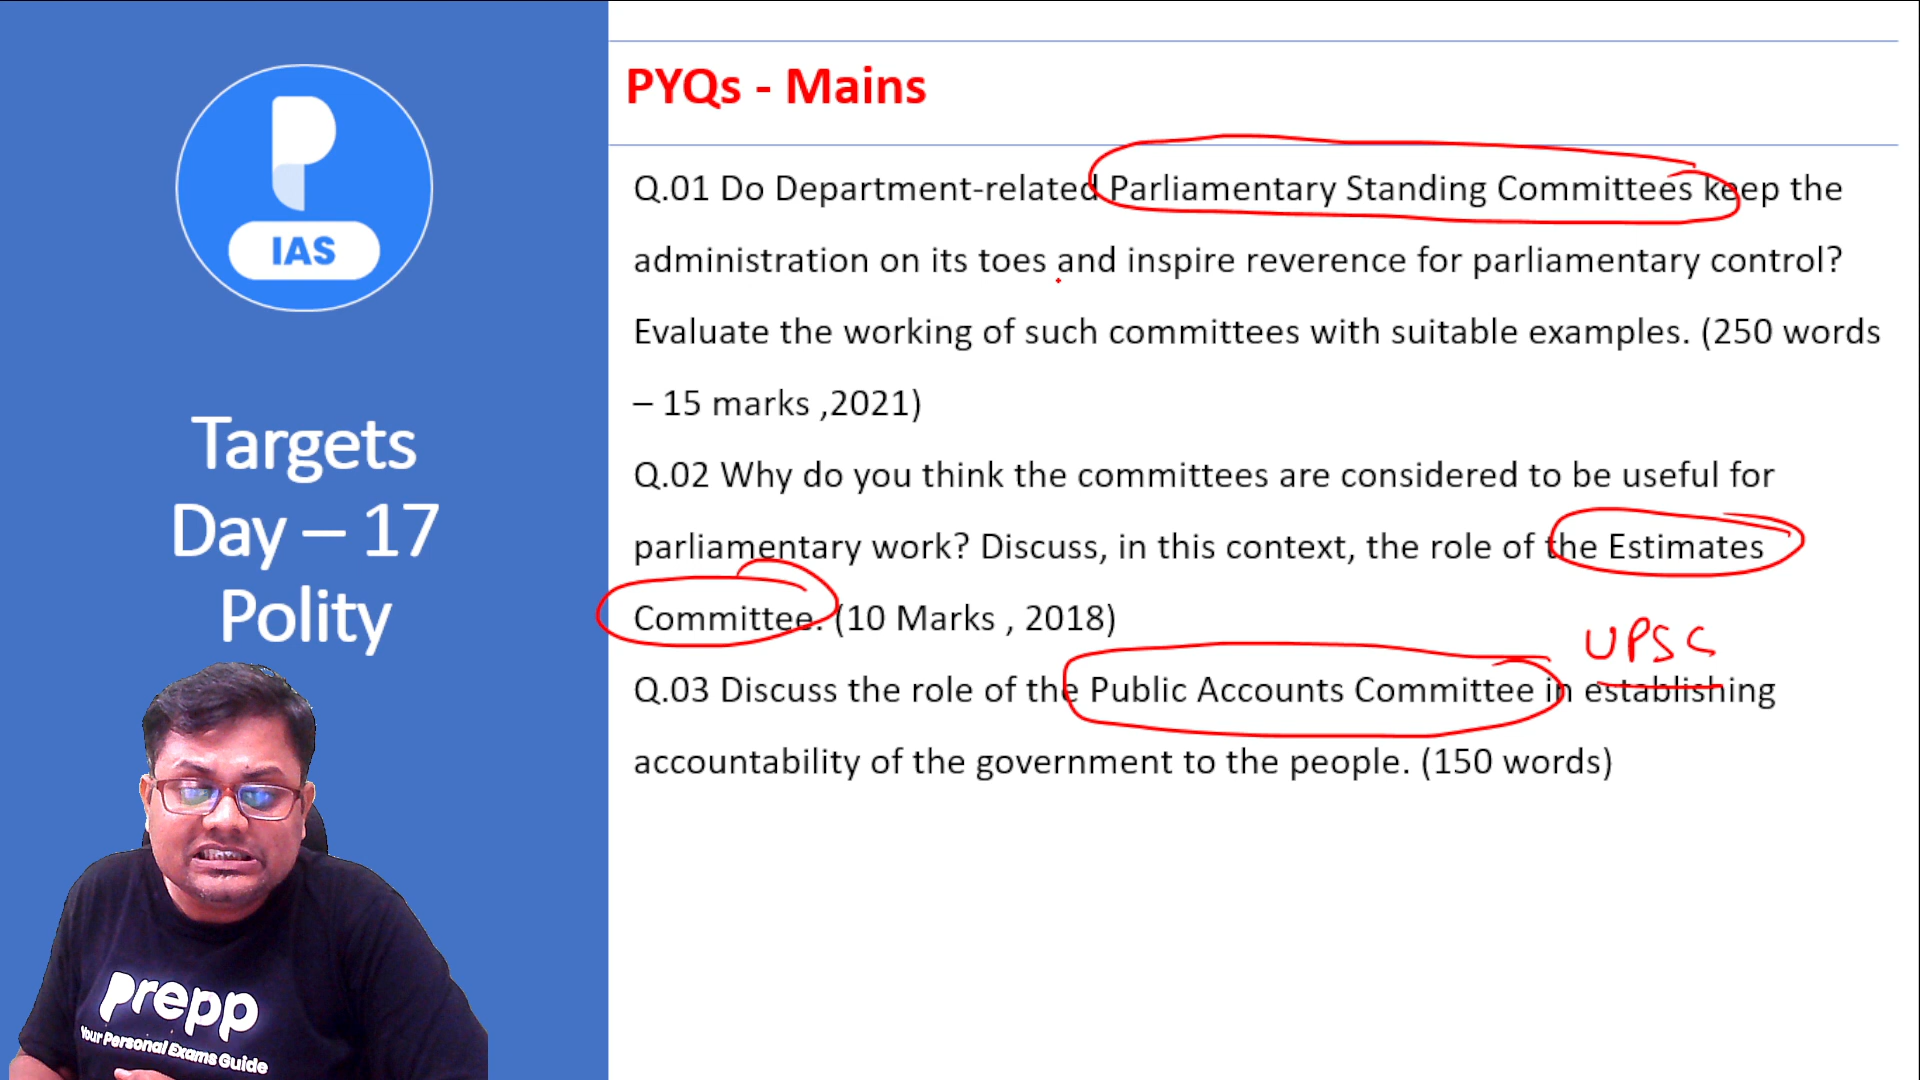 IAS
Targets
Day – 17
Polity
prepp
Your Personal Exams Guide
PYQs - Mains
Q.01 Do Department-related Parliamentary Standing Committees keep the
administration on its toes and inspire reverence for parliamentary control?
Evaluate the working of such committees with suitable examples. (250 words
– 15 marks ,2021)
Q.02 Why do you think the committees are considered to be useful for
parliamentary work? Discuss, in this context, the role of the Estimates
Committee. (10 Marks , 2018)
UPSC
Q.03 Discuss the role of the Public Accounts Committee in establishing
accountability of the government to the people. (150 words)